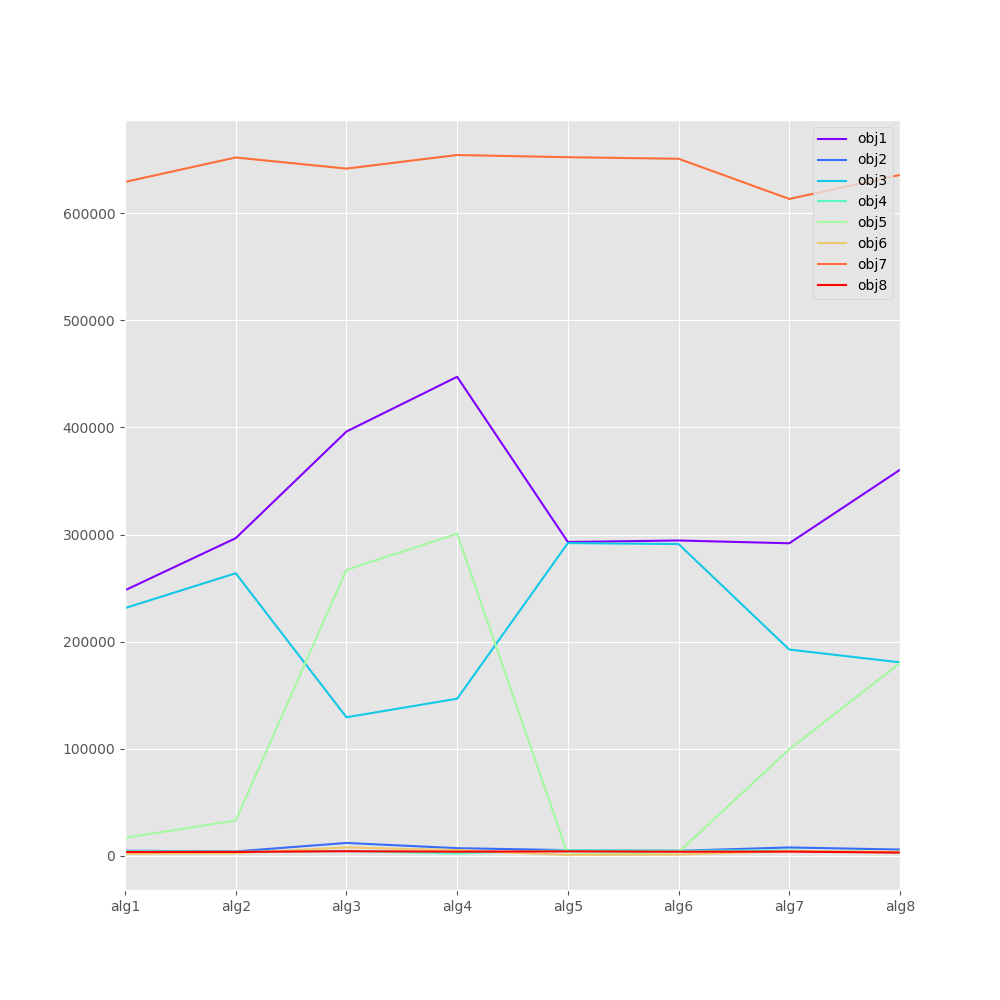 obj1
obj2
obj3
obj4
obj5
obj6
obj7
obj8
600000
500000
400000
300000
200000
100000
0
alg1 alg2 alg3 alg4 alg5 alg6 alg7 alg8